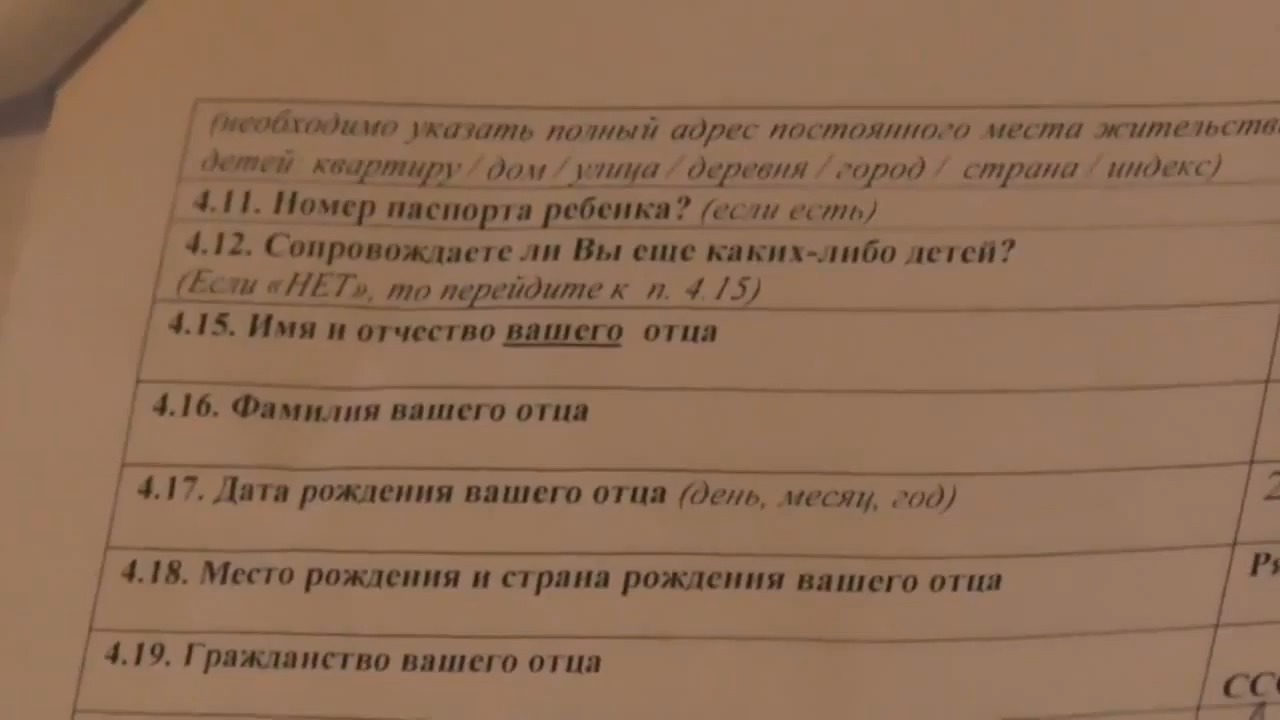 (необходимо указать полный адрес постоянного места жительств
детей квартиру / дом / улица / деревня / город / страна / индекс)
4.11. Номер паспорта ребенка? (если есть)
4.12. Сопровождаете ли Вы еще каких-либо детей?
(Если «НЕТ», то перейдите к п. 4.15)
4.15. Имя и отчество вашего отца
4.16. Фамилия вашего отца
4.17. Дата рождения вашего отца (день, месяц, год)
2
4.18. Место рождения и страна рождения вашего отца
Ря
4.19. Гражданство вашего отца
ССС